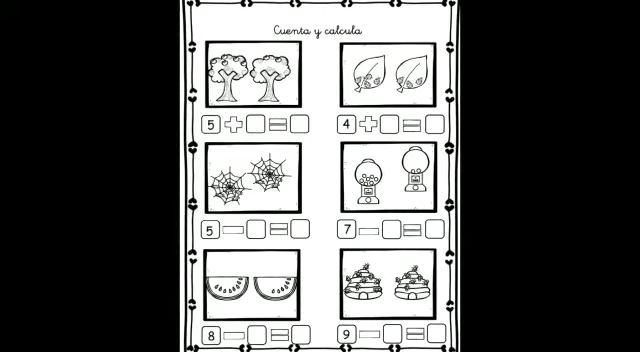 Cuenta y calcula
5 + = 4 + =
5 - = 7 - =
8 - = 9 - =